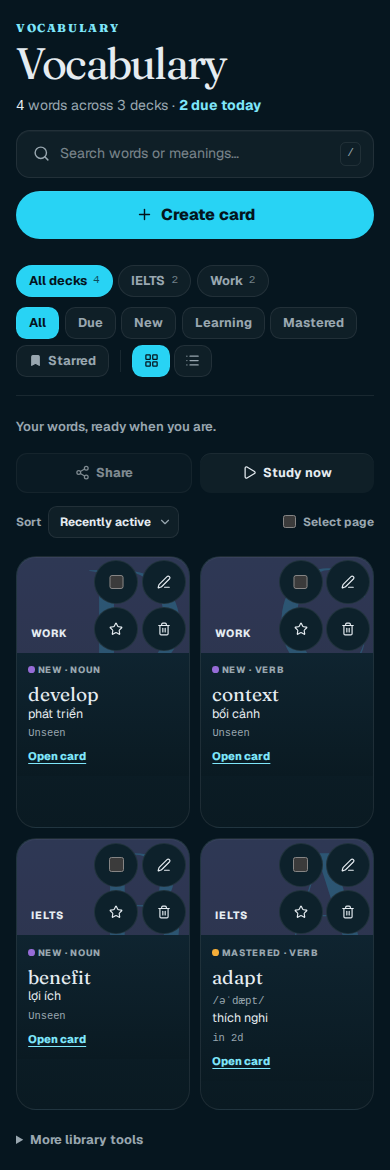 VOCABULARY
Vocabulary
4 words across 3 decks · 2 due today
Search words or meanings… /
+ Create card
All decks 4 IELTS 2 Work 2
All Due New Learning Mastered
Starred
Your words, ready when you are.
Share Study now
Sort Recently active Select page
WORK
NEW · NOUN
develop
phát triển
Unseen
Open card
WORK
NEW · VERB
context
bối cảnh
Unseen
Open card
IELTS
NEW · NOUN
benefit
lợi ích
Unseen
Open card
IELTS
MASTERED · VERB
adapt
/əˈdæpt/
thích nghi
in 2d
Open card
More library tools